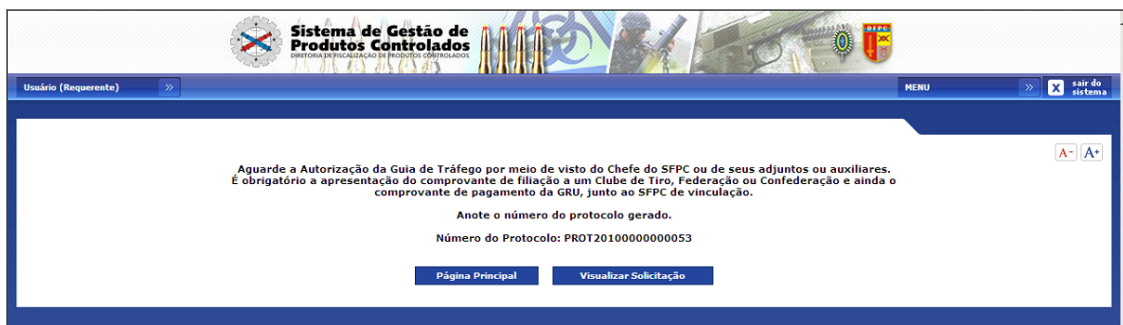 Sistema de Gestão de
Produtos Controlados
DIRETORIA DE FISCALIZAÇÃO DE PRODUTOS CONTROLADOS
DFPC
Usuário (Requerente) »
MENU »
X sair do
sistema
A- A+
Aguarde a Autorização da Guia de Tráfego por meio de visto do Chefe do SFPC ou de seus adjuntos ou auxiliares.
É obrigatório a apresentação do comprovante de filiação a um Clube de Tiro, Federação ou Confederação e ainda o
comprovante de pagamento da GRU, junto ao SFPC de vinculação.
Anote o número do protocolo gerado.
Número do Protocolo: PROT20100000000053
Página Principal
Visualizar Solicitação